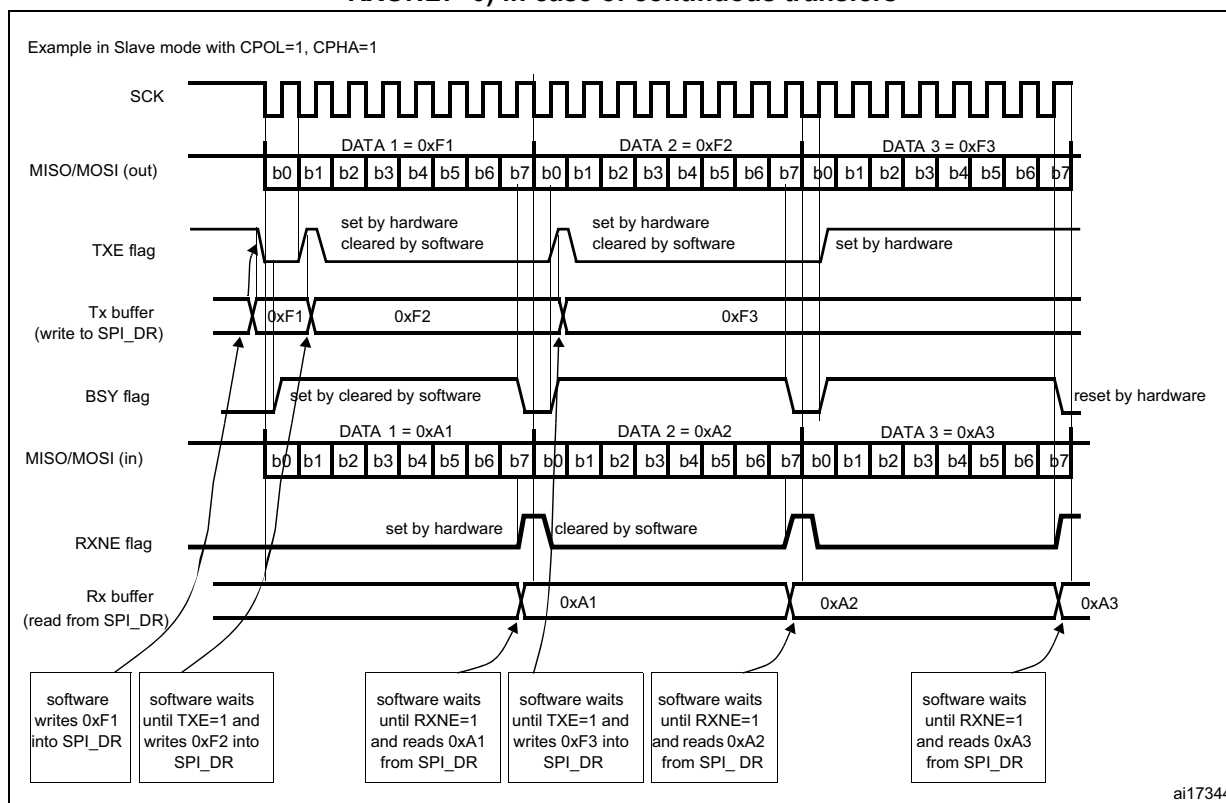 Example in Slave mode with CPOL=1, CPHA=1
SCK
DATA 1 = 0xF1
DATA 2 = 0xF2
DATA 3 = 0xF3
MISO/MOSI (out)
b0 b1 b2 b3 b4 b5 b6 b7 b0 b1 b2 b3 b4 b5 b6 b7 b0 b1 b2 b3 b4 b5 b6 b7
TXE flag
set by hardware
cleared by software
set by hardware
cleared by software
set by hardware
Tx buffer
(write to SPI_DR)
0xF1
0xF2
0xF3
BSY flag
set by cleared by software
reset by hardware
DATA 1 = 0xA1
DATA 2 = 0xA2
DATA 3 = 0xA3
MISO/MOSI (in)
b0 b1 b2 b3 b4 b5 b6 b7 b0 b1 b2 b3 b4 b5 b6 b7 b0 b1 b2 b3 b4 b5 b6 b7
RXNE flag
set by hardware
cleared by software
Rx buffer
(read from SPI_DR)
0xA1
0xA2
0xA3
software
writes 0xF1
into SPI_DR
software waits
until TXE=1 and
writes 0xF2 into
SPI_DR
software waits
until RXNE=1
and reads 0xA1
from SPI_DR
software waits
until TXE=1 and
writes 0xF3 into
SPI_DR
software waits
until RXNE=1
and reads 0xA2
from SPI_ DR
software waits
until RXNE=1
and reads 0xA3
from SPI_DR
ai17344